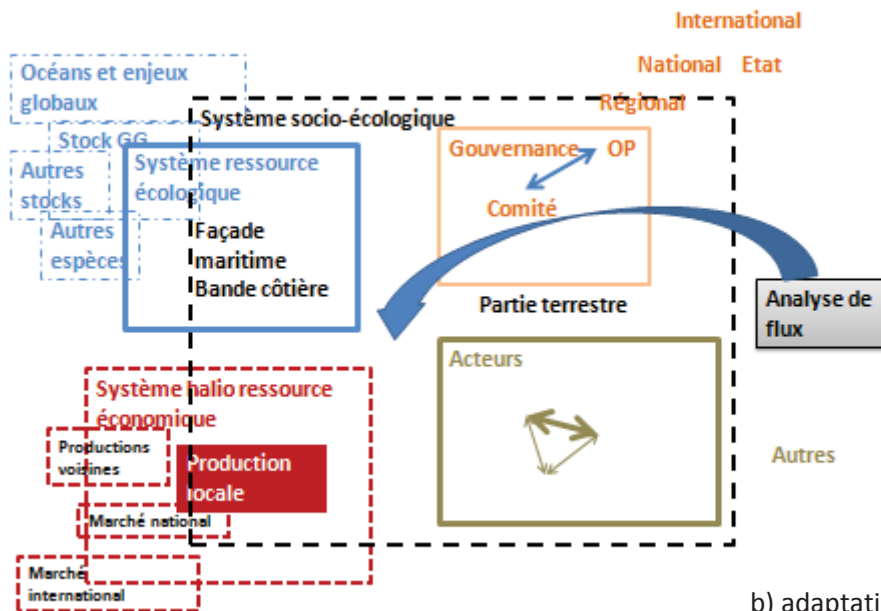 International
National Etat
Régional
Océans et enjeux
globaux
Système socio-écologique
Stock GG
Autres
stocks
Autres
espèces
Système ressource
écologique
Façade
maritime
Bande côtière
Gouvernance OP
Comité
Partie terrestre
Analyse de
flux
Acteurs
Autres
Système halio ressource
économique
Productions
voisines
Production
locale
Marché national
Marché
international
b) adaptati